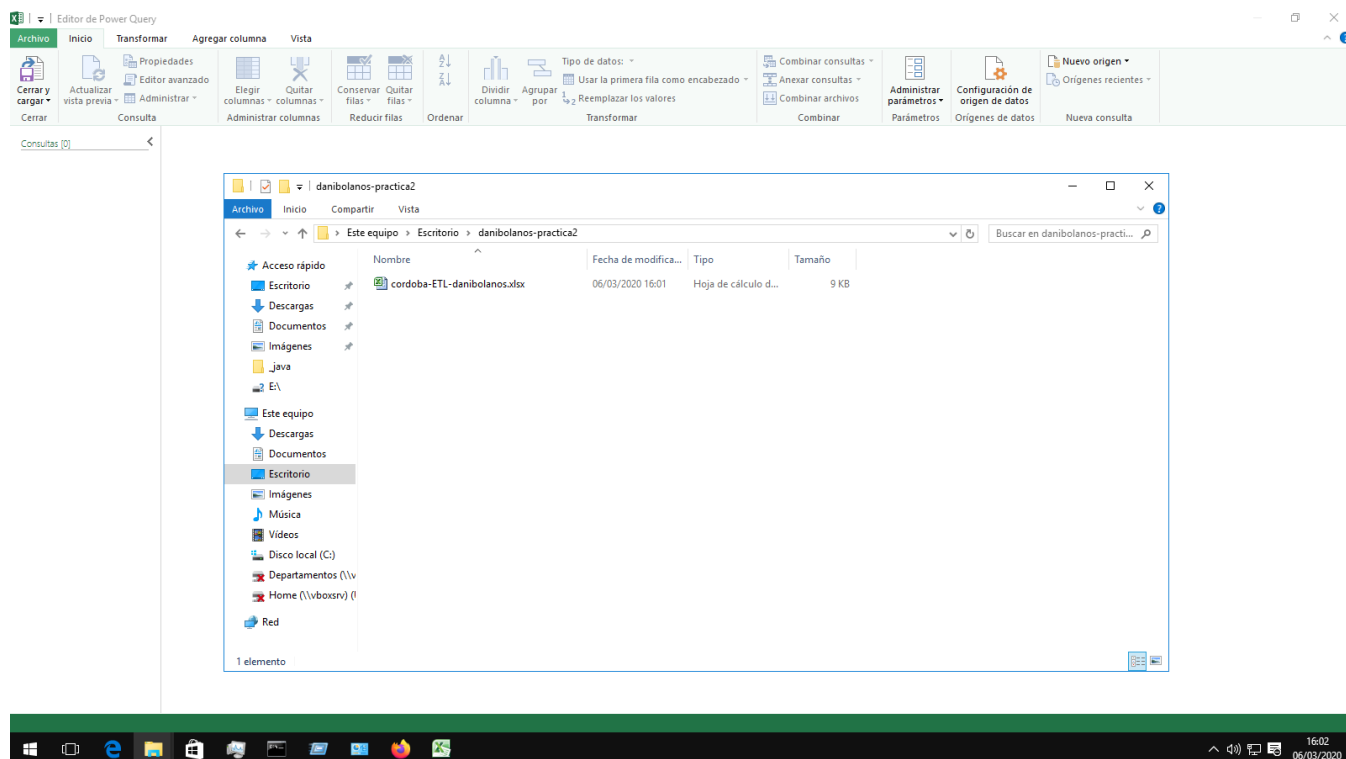 Editor de Power Query
Archivo Inicio Transformar Agregar columna Vista
Cerrar y cargar
Actualizar vista previa
Propiedades
Editor avanzado
Administrar
Elegir columnas
Quitar columnas
Conservar filas
Quitar filas
Dividir columna
Agrupar por
Tipo de datos:
Usar la primera fila como encabezado
Reemplazar los valores
Combinar consultas
Anexar consultas
Combinar archivos
Administrar parámetros
Configuración de origen de datos
Nuevo origen
Orígenes recientes
Cerrar Consulta Administrar columnas Reducir filas Ordenar Transformar Combinar Parámetros Orígenes de datos Nueva consulta
Consultas [0]
danibolanos-practica2
Archivo Inicio Compartir Vista
Este equipo > Escritorio > danibolanos-practica2
Buscar en danibolanos-practi...
Nombre Fecha de modifica... Tipo Tamaño
cordoba-ETL-danibolanos.xlsx 06/03/2020 16:01 Hoja de cálculo d... 9 KB
Acceso rápido
Escritorio
Descargas
Documentos
Imágenes
_java
E:\
Este equipo
Descargas
Documentos
Escritorio
Imágenes
Música
Vídeos
Disco local (C:)
Departamentos (\\v
Home (\\vboxsrv) (
Red
1 elemento
16:02
06/03/2020